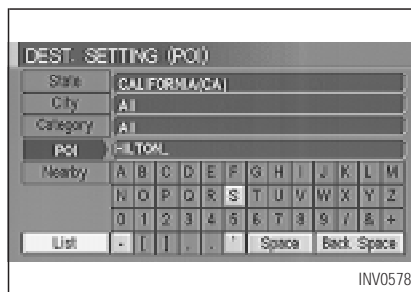 DEST. SETTING (POI)
State CALIFORNIA(CA)
City All
Category All
POI HILTON_
Nearby A B C D E F G H I J K L M
N O P Q R S T U V W X Y Z
0 1 2 3 4 5 6 7 8 9 / & +
List - [ ] , . ' Space Back Space
INV0578